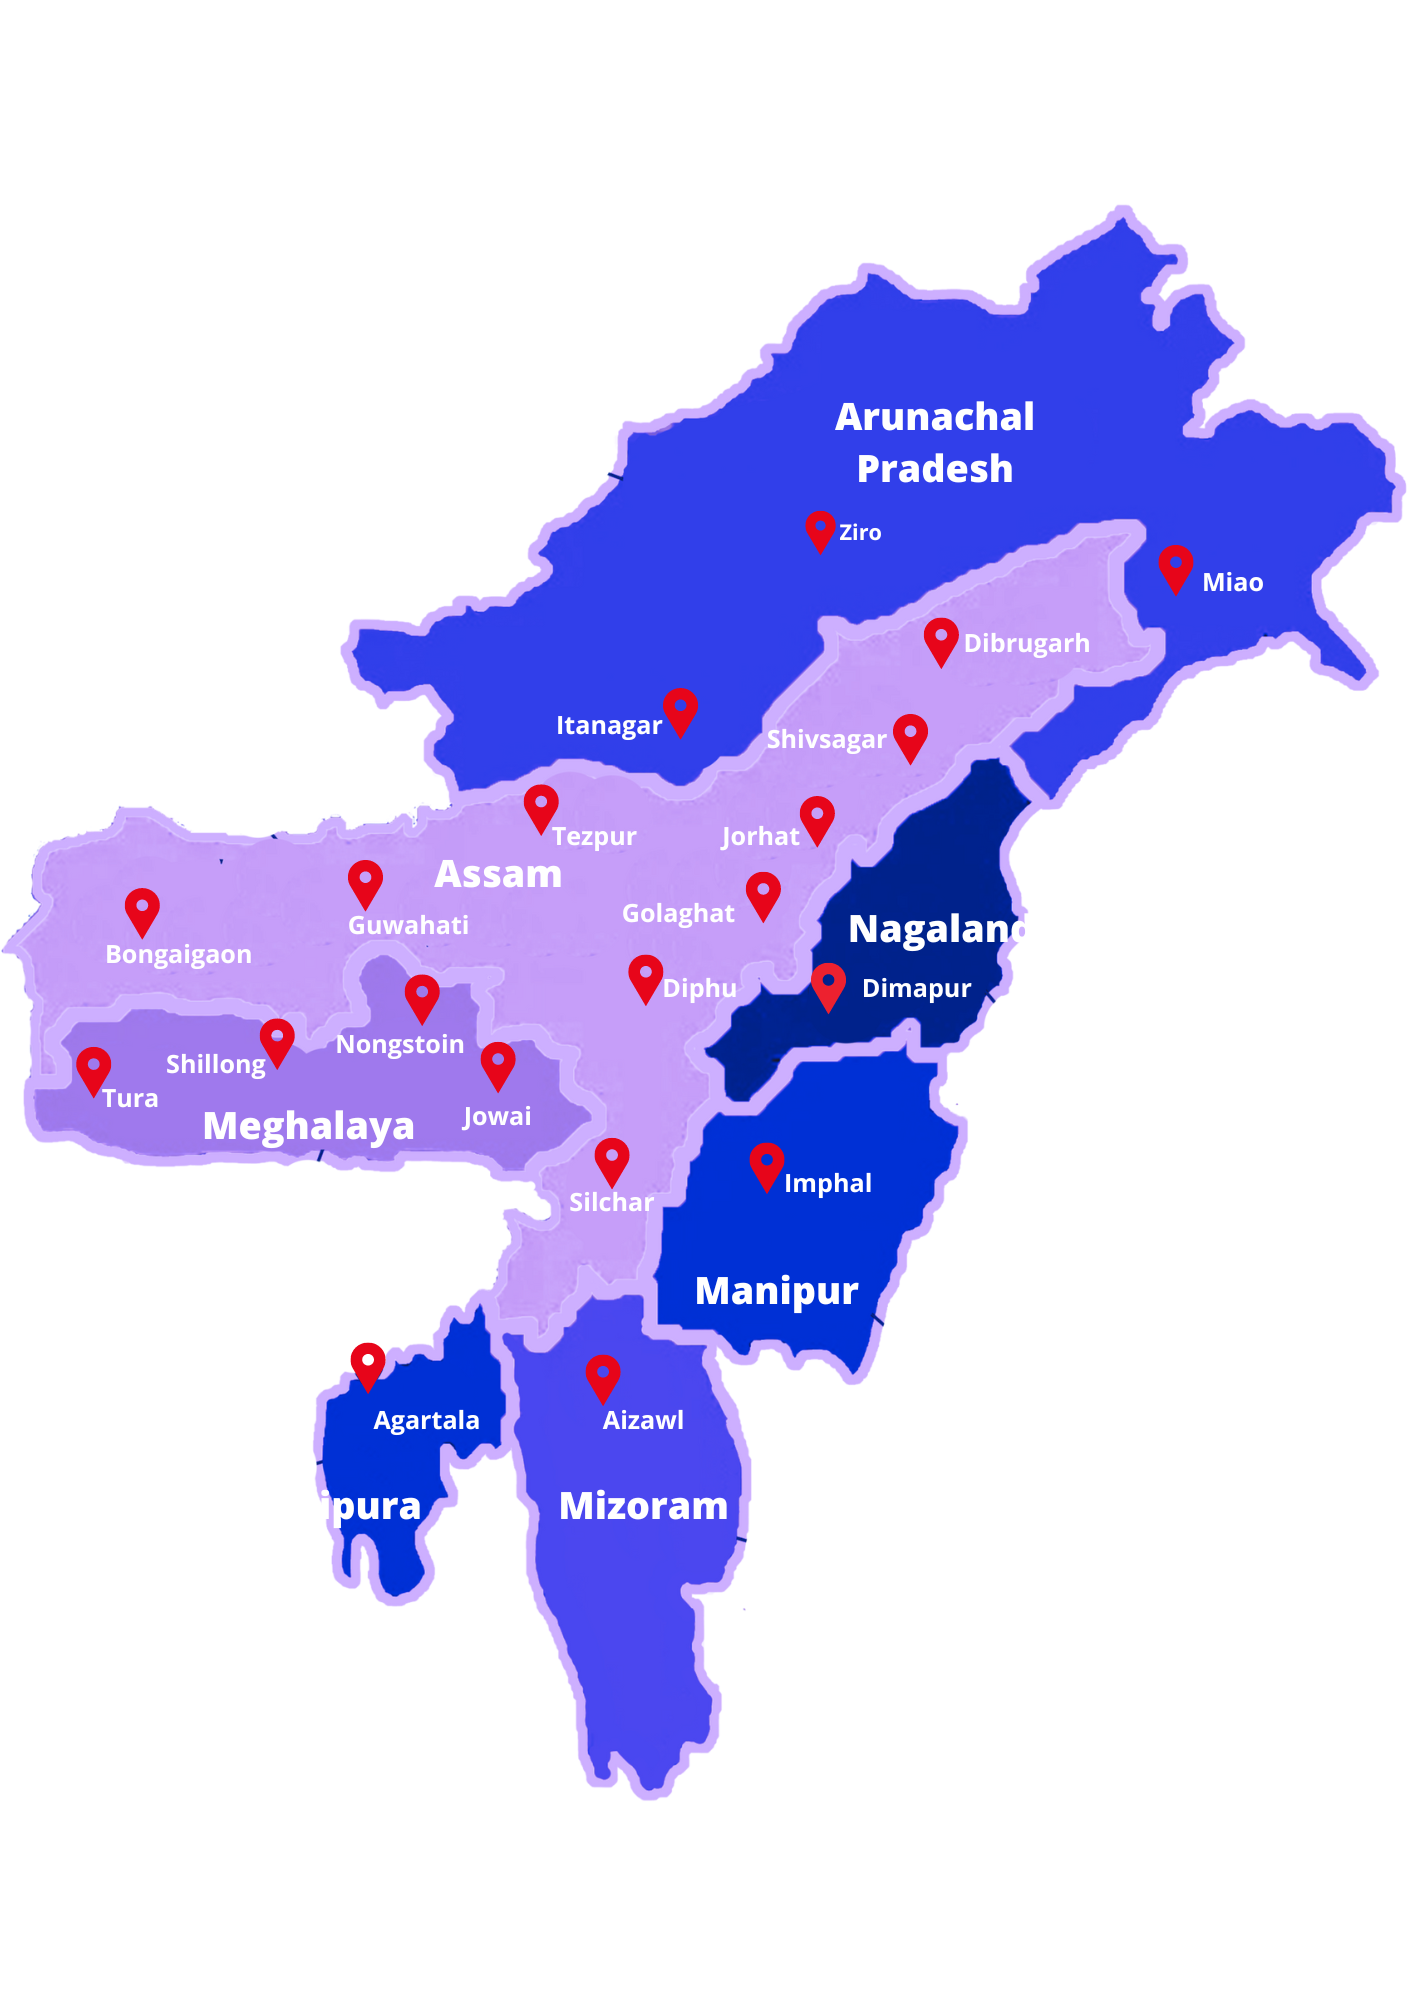 Arunachal
Pradesh
Ziro
Miao
Dibrugarh
Itanagar
Shivsagar
Tezpur
Jorhat
Assam
Golaghat
Guwahati
Nagaland
Bongaigaon
Diphu
Dimapur
Nongstoin
Shillong
Tura
Jowai
Meghalaya
Imphal
Silchar
Manipur
Agartala
Aizawl
ipura
Mizoram